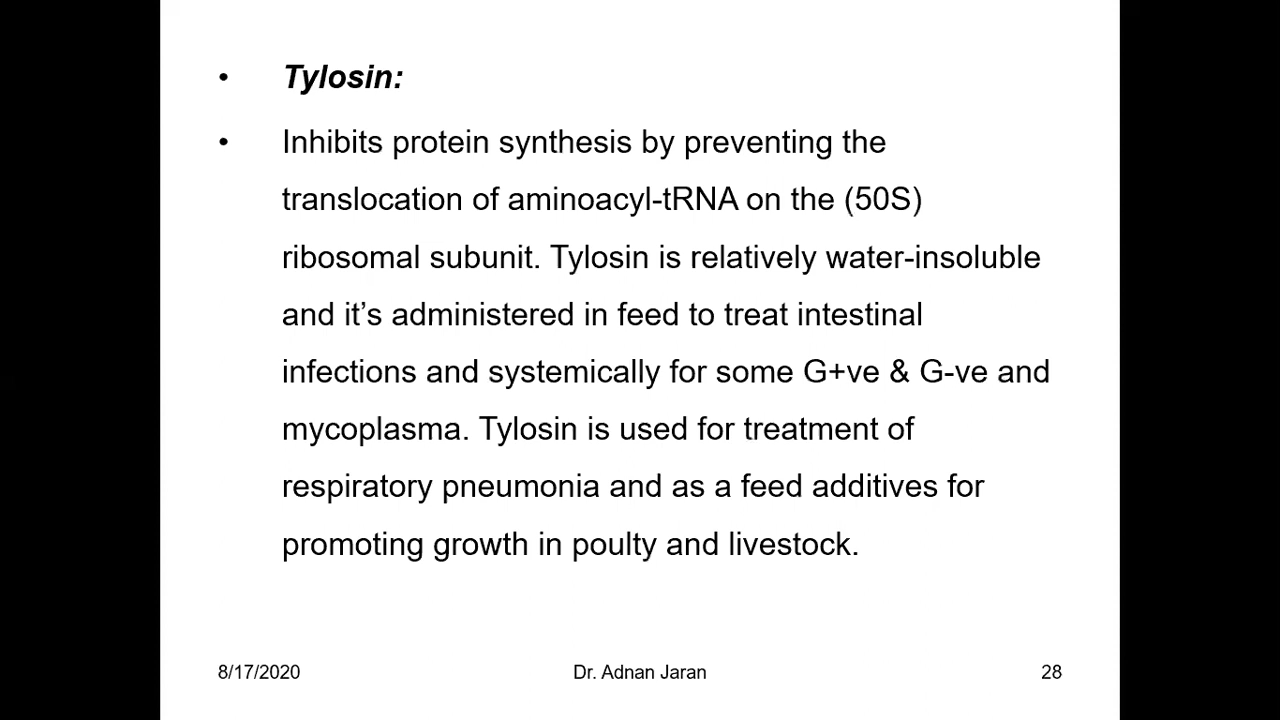 • Tylosin:
• Inhibits protein synthesis by preventing the
translocation of aminoacyl-tRNA on the (50S)
ribosomal subunit. Tylosin is relatively water-insoluble
and it’s administered in feed to treat intestinal
infections and systemically for some G+ve & G-ve and
mycoplasma. Tylosin is used for treatment of
respiratory pneumonia and as a feed additives for
promoting growth in poulty and livestock.
8/17/2020 Dr. Adnan Jaran 28